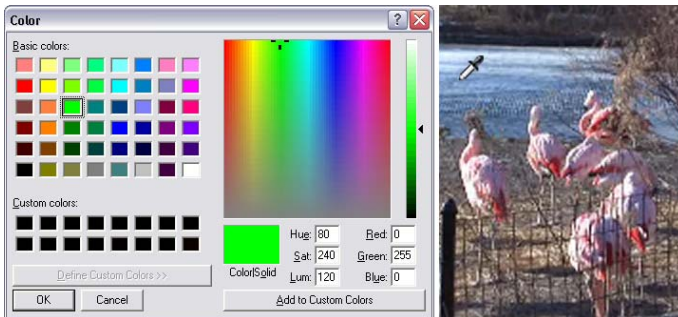 Color
Basic colors:
Custom colors:
Define Custom Colors >>
OK Cancel
Hue: 80 Red: 0
Sat: 240 Green: 255
Color|Solid Lum: 120 Blue: 0
Add to Custom Colors